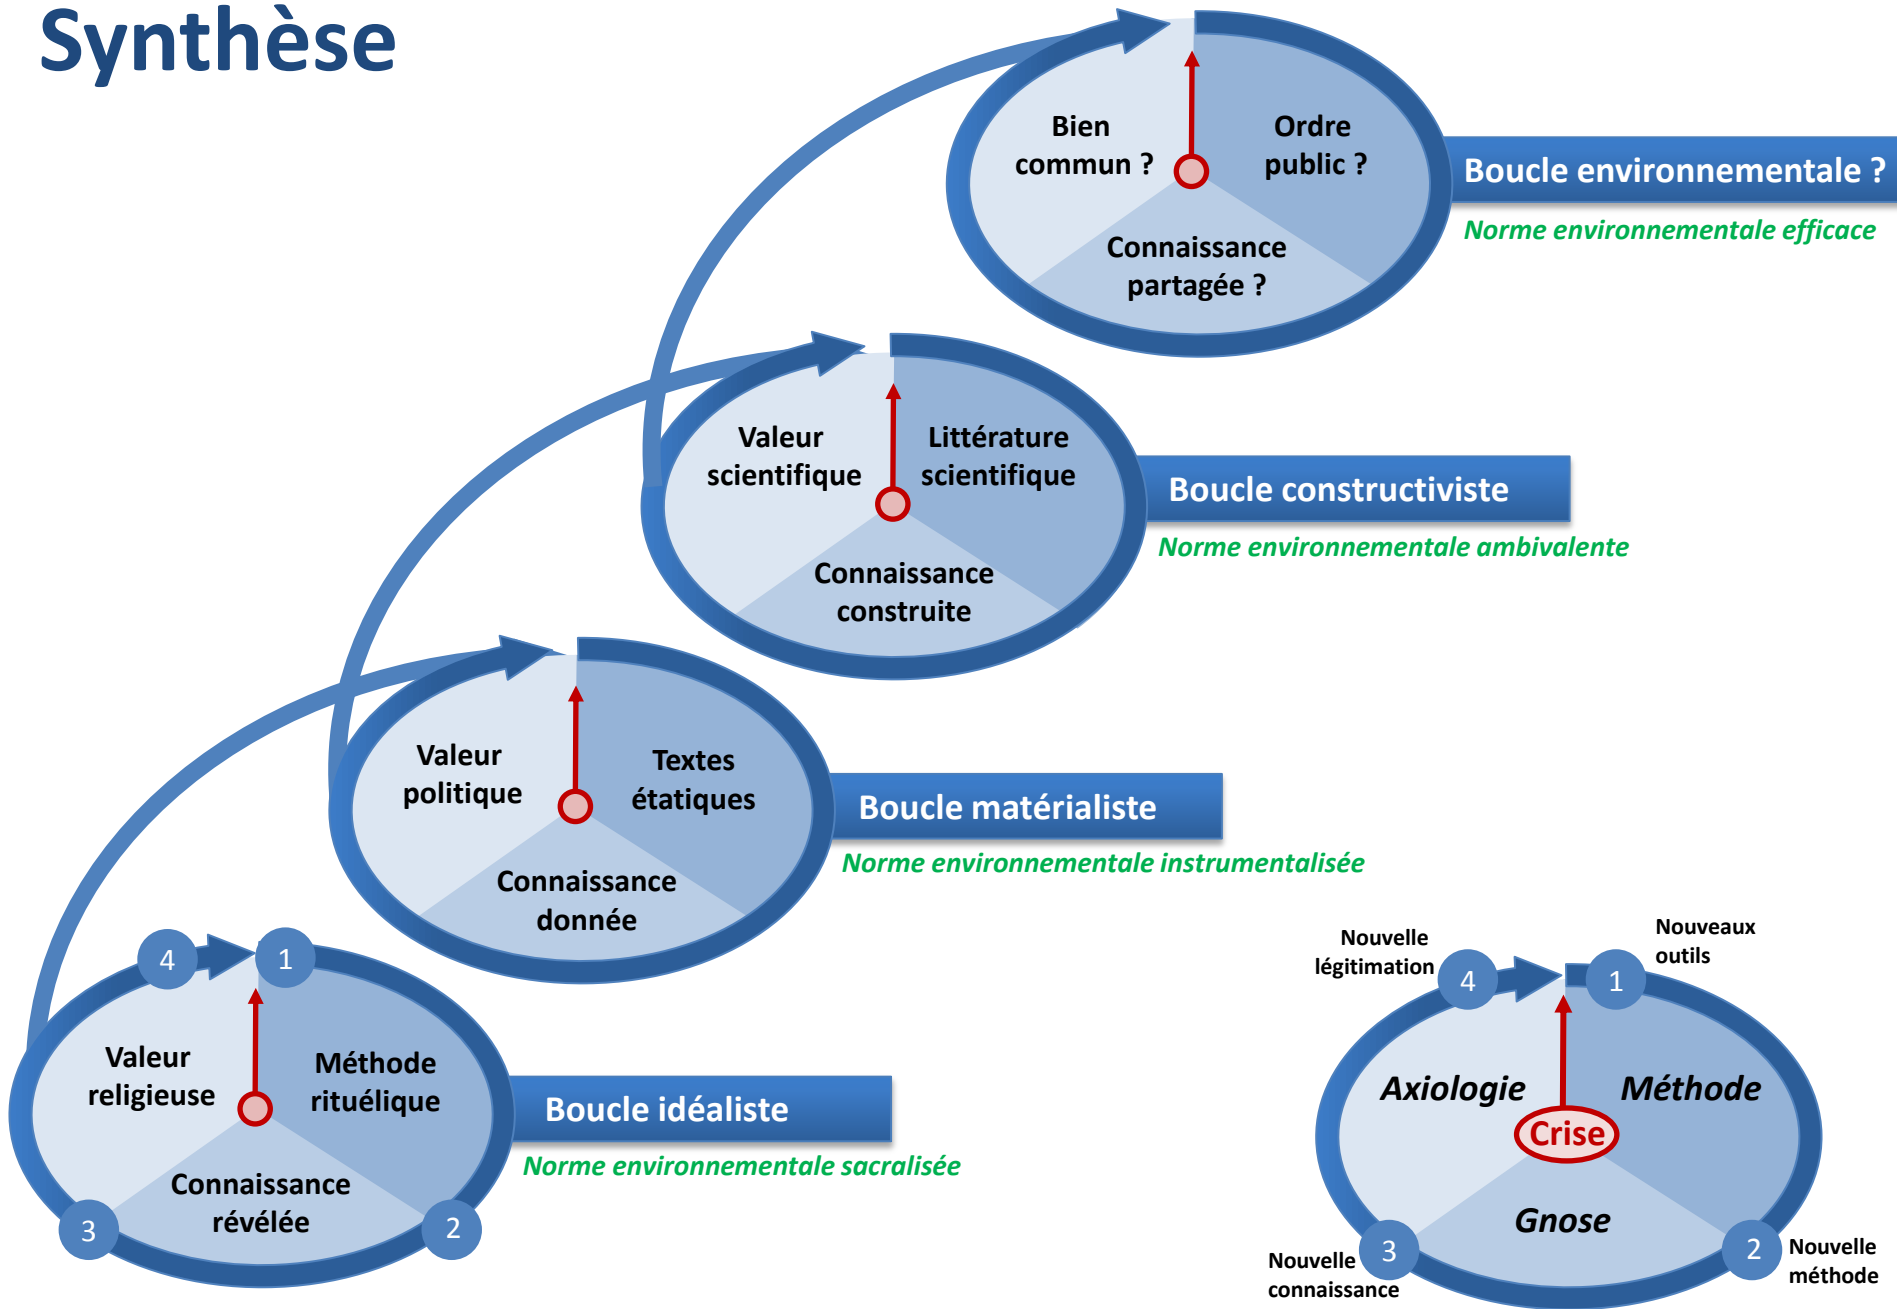 Synthèse
Bien
commun ?
Ordre
public ?
Connaissance
partagée ?
Boucle environnementale ?
Norme environnementale efficace
Valeur
scientifique
Littérature
scientifique
Connaissance
construite
Boucle constructiviste
Norme environnementale ambivalente
Valeur
politique
Textes
étatiques
Connaissance
donnée
Boucle matérialiste
Norme environnementale instrumentalisée
4
1
Valeur
religieuse
Méthode
rituélique
Connaissance
révélée
3
2
Boucle idéaliste
Norme environnementale sacralisée
Nouvelle
légitimation
4
1
Nouveaux
outils
Axiologie
Méthode
Crise
Gnose
Nouvelle
connaissance
3
2
Nouvelle
méthode